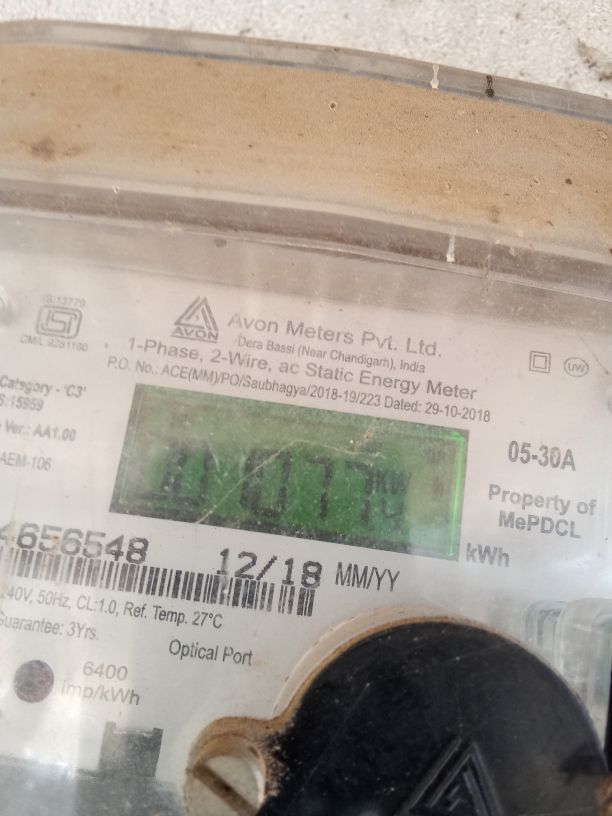 IS:13779
CM/L 9261160
AVON
Avon Meters Pvt. Ltd.
Dera Bassi (Near Chandigarh), India
1-Phase, 2-Wire, ac Static Energy Meter
P.O. No.: ACE(MM)/PO/Saubhagya/2018-19/223 Dated: 29-10-2018
UW
Category - 'C3'
S:15959
Ver.: AA1.00
AEM-106
05-30A
Property of
MePDCL
kWh
4656548
12/18 MM/YY
240V, 50Hz, CL:1.0, Ref. Temp. 27°C
Guarantee: 3Yrs.
Optical Port
6400
imp/kWh